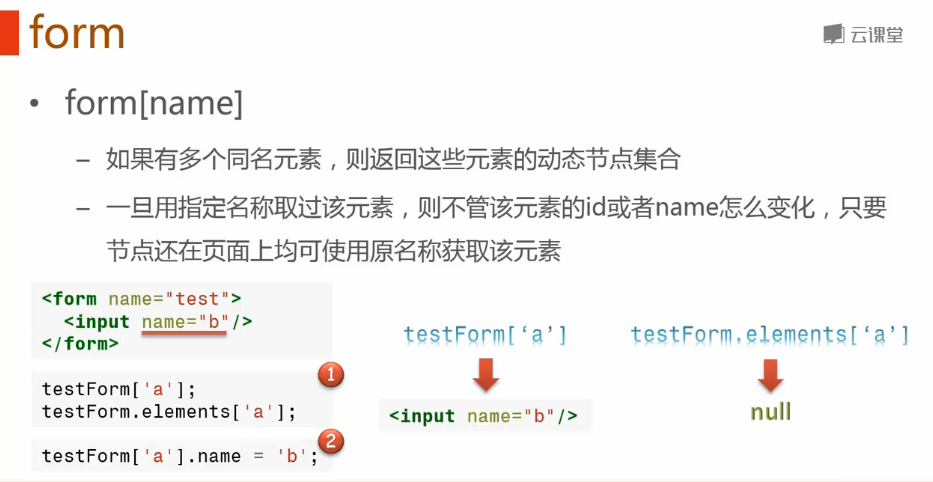 form
云课堂
• form[name]
– 如果有多个同名元素，则返回这些元素的动态节点集合
– 一旦用指定名称取过该元素，则不管该元素的id或者name怎么变化，只要
节点还在页面上均可使用原名称获取该元素
<form name="test">
<input name="b"/>
</form>
1
testForm['a'];
testForm.elements['a'];
2
testForm['a'].name = 'b';
testForm[‘a’]
<input name="b"/>
testForm.elements[‘a’]
null